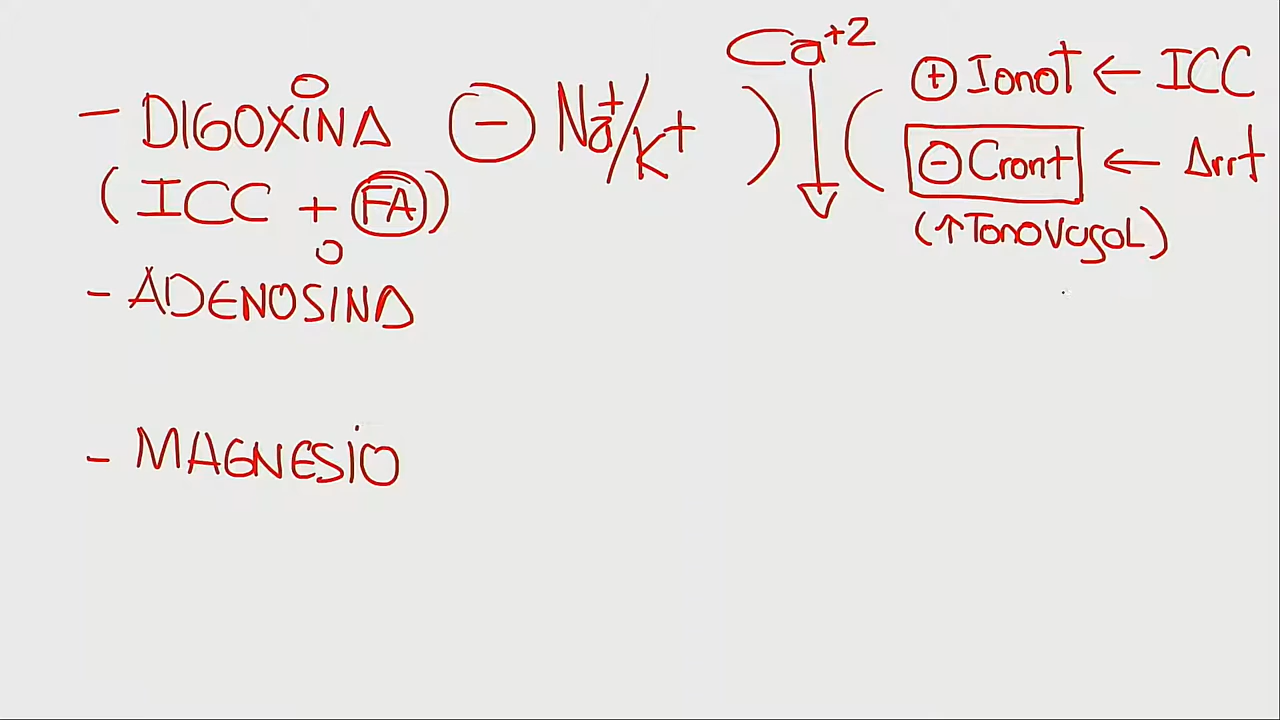 - DIGOXINA ⊖ Na+/K+
(ICC + FA)
Ca+2
⊕ Ionot ← ICC
⊖ Cront ← Arrt
(↑TonoVagal)
- ADENOSINA
- MAGNESIO